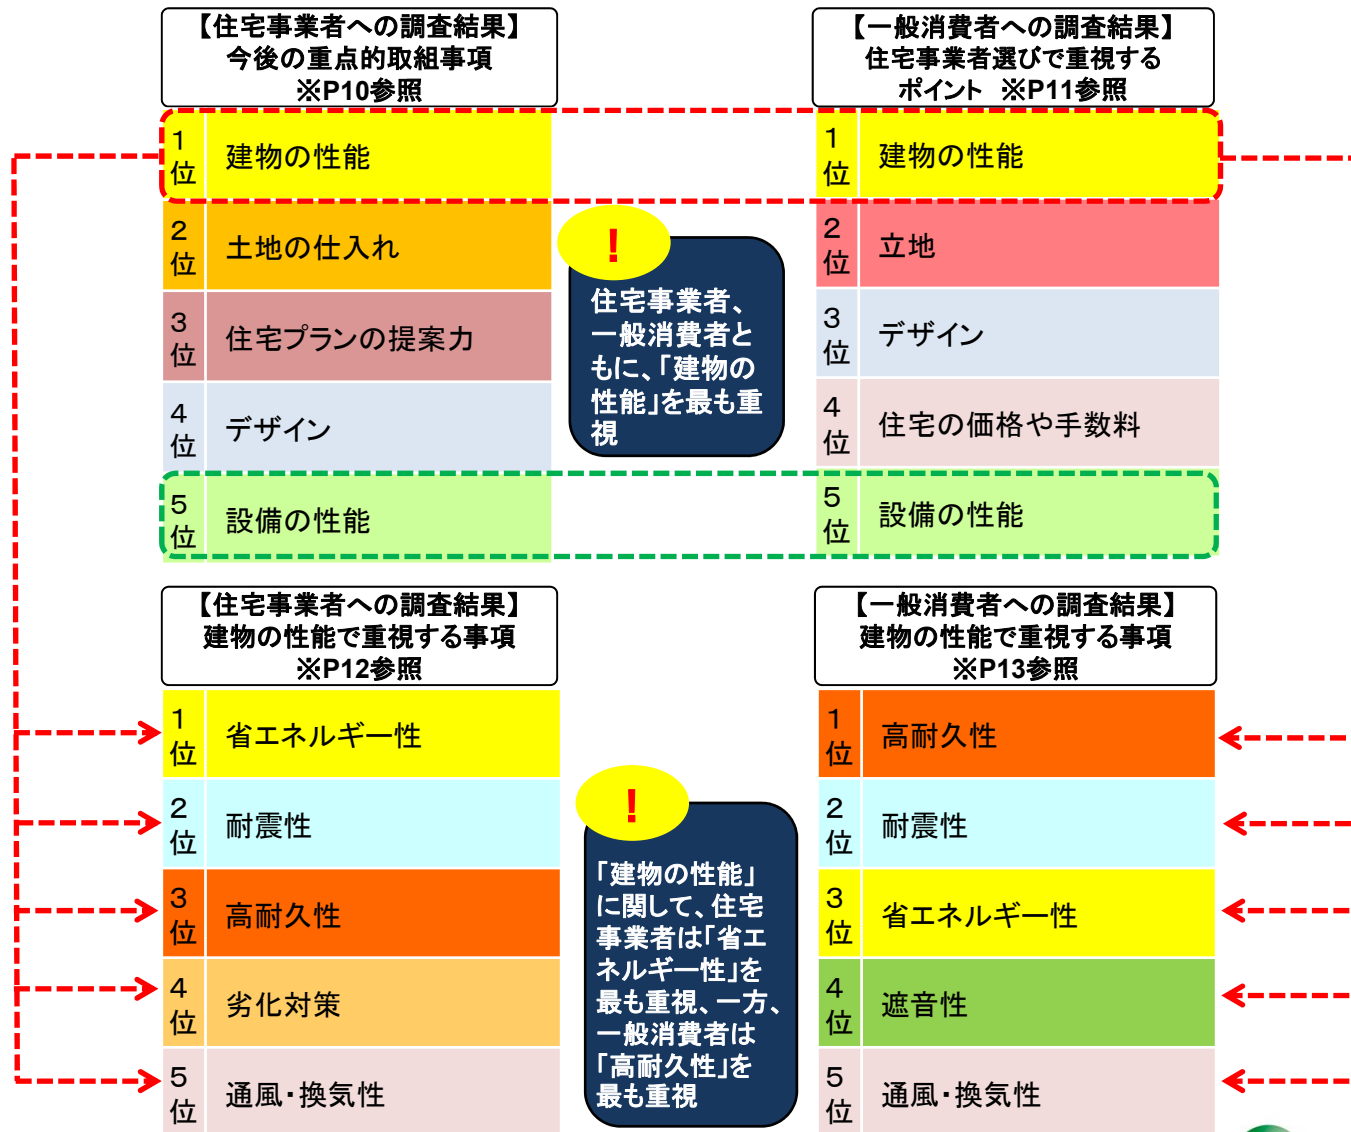 【住宅事業者への調査結果】
今後の重点的取組事項
※P10参照
1位 建物の性能
2位 土地の仕入れ
3位 住宅プランの提案力
4位 デザイン
5位 設備の性能
【一般消費者への調査結果】
住宅事業者選びで重視する
ポイント ※P11参照
1位 建物の性能
2位 立地
3位 デザイン
4位 住宅の価格や手数料
5位 設備の性能
!
住宅事業者、
一般消費者と
もに、「建物の
性能」を最も重
視
【住宅事業者への調査結果】
建物の性能で重視する事項
※P12参照
1位 省エネルギー性
2位 耐震性
3位 高耐久性
4位 劣化対策
5位 通風・換気性
【一般消費者への調査結果】
建物の性能で重視する事項
※P13参照
1位 高耐久性
2位 耐震性
3位 省エネルギー性
4位 遮音性
5位 通風・換気性
!
「建物の性能」
に関して、住宅
事業者は「省エ
ネルギー性」を
最も重視、一方、
一般消費者は
「高耐久性」を
最も重視